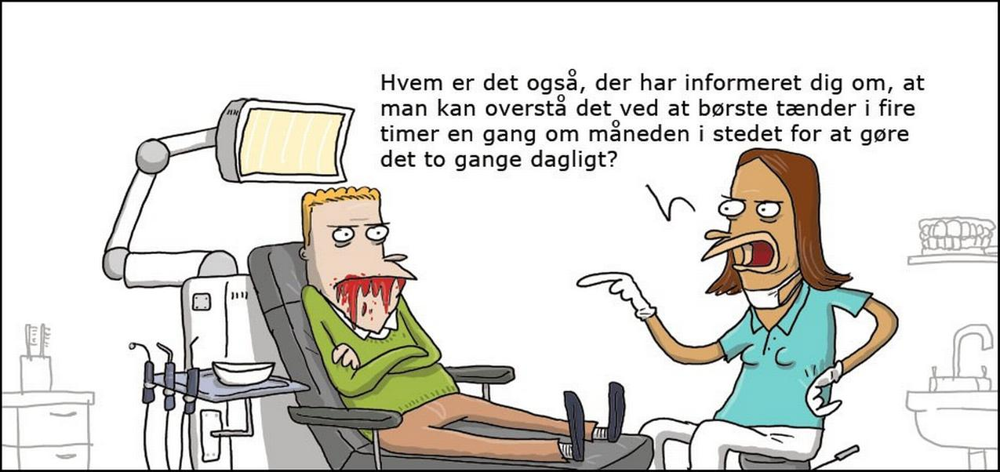 Hvem er det også, der har informeret dig om, at
man kan overstå det ved at børste tænder i fire
timer en gang om måneden i stedet for at gøre
det to gange dagligt?